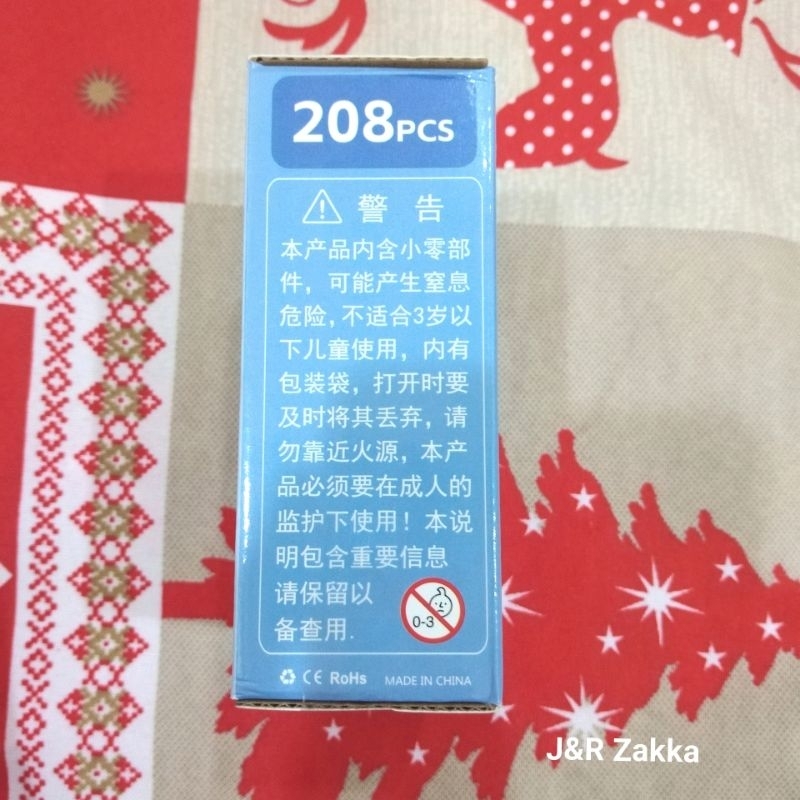 208PCS
警告
本产品内含小零部
件，可能产生窒息
危险，不适合3岁以
下儿童使用，内有
包装袋，打开时要
及时将其丢弃，请
勿靠近火源，本产
品必须要在成人的
监护下使用！本说
明包含重要信息
请保留以
备查用.
0-3
CE RoHs MADE IN CHINA
J&R Zakka